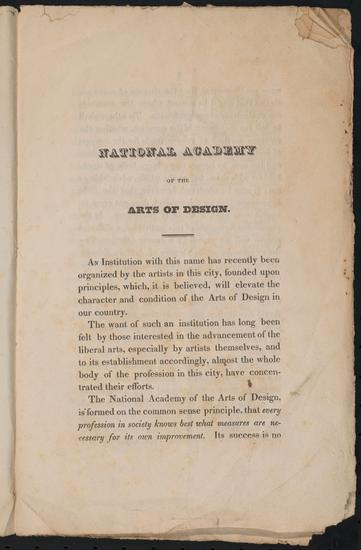 NATIONAL ACADEMY
OF THE
ARTS OF DESIGN.
An Institution with this name has recently been
organized by the artists in this city, founded upon
principles, which, it is believed, will elevate the
character and condition of the Arts of Design in
our country.
The want of such an institution has long been
felt by those interested in the advancement of the
liberal arts, especially by artists themselves, and
to its establishment accordingly, almost the whole
body of the profession in this city, have concen-
trated their efforts.
The National Academy of the Arts of Design,
is formed on the common sense principle, that every
profession in society knows best what measures are ne-
cessary for its own improvement. Its success is no